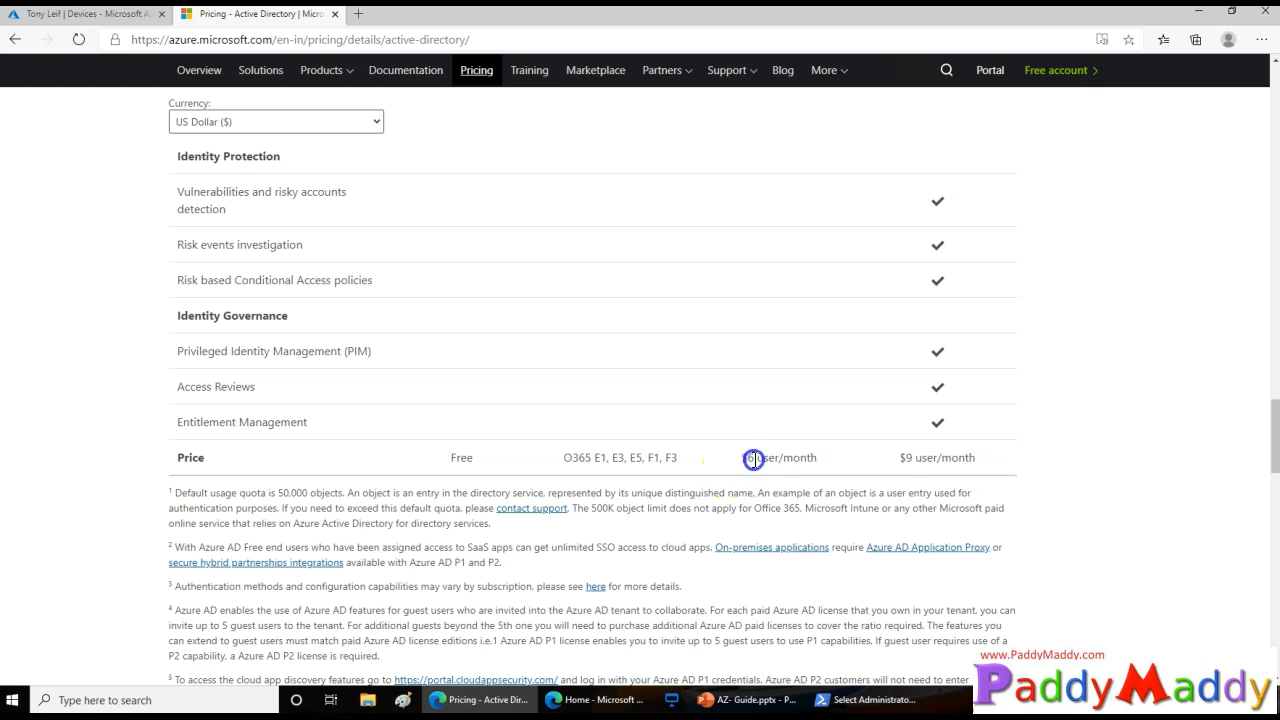 Tony Leif | Devices - Microsoft A
Pricing - Active Directory | Micro
https://azure.microsoft.com/en-in/pricing/details/active-directory/
Overview Solutions Products Documentation Pricing Training Marketplace Partners Support Blog More Portal Free account
Currency:
US Dollar ($)
Identity Protection
Vulnerabilities and risky accounts
detection
Risk events investigation
Risk based Conditional Access policies
Identity Governance
Privileged Identity Management (PIM)
Access Reviews
Entitlement Management
Price Free O365 E1, E3, E5, F1, F3 $6 user/month $9 user/month
1 Default usage quota is 50,000 objects. An object is an entry in the directory service, represented by its unique distinguished name. An example of an object is a user entry used for
authentication purposes. If you need to exceed this default quota, please contact support. The 500K object limit does not apply for Office 365, Microsoft Intune or any other Microsoft paid
online service that relies on Azure Active Directory for directory services.
2 With Azure AD Free end users who have been assigned access to SaaS apps can get unlimited SSO access to cloud apps. On-premises applications require Azure AD Application Proxy or
secure hybrid partnerships integrations available with Azure AD P1 and P2.
3 Authentication methods and configuration capabilities may vary by subscription, please see here for more details.
4 Azure AD enables the use of Azure AD features for guest users who are invited into the Azure AD tenant to collaborate. For each paid Azure AD license that you own in your tenant, you can
invite up to 5 guest users to the tenant. For additional guests beyond the 5th one you will need to purchase additional Azure AD paid licenses to cover the ratio required. The features you
can extend to guest users must match paid Azure AD license editions i.e.1 Azure AD P1 license enables you to invite up to 5 guest users to use P1 capabilities. If guest user requires use of a
P2 capability, a Azure AD P2 license is required.
5 To access the cloud app discovery features go to https://portal.cloudappsecurity.com/ and log in with your Azure AD P1 credentials. Azure AD P2 customers will not need to enter
www.PaddyMaddy.com
PaddyMaddy
Type here to search
Pricing - Active Dir...
Home - Microsoft ...
AZ- Guide.pptx - P...
Select Administrato...